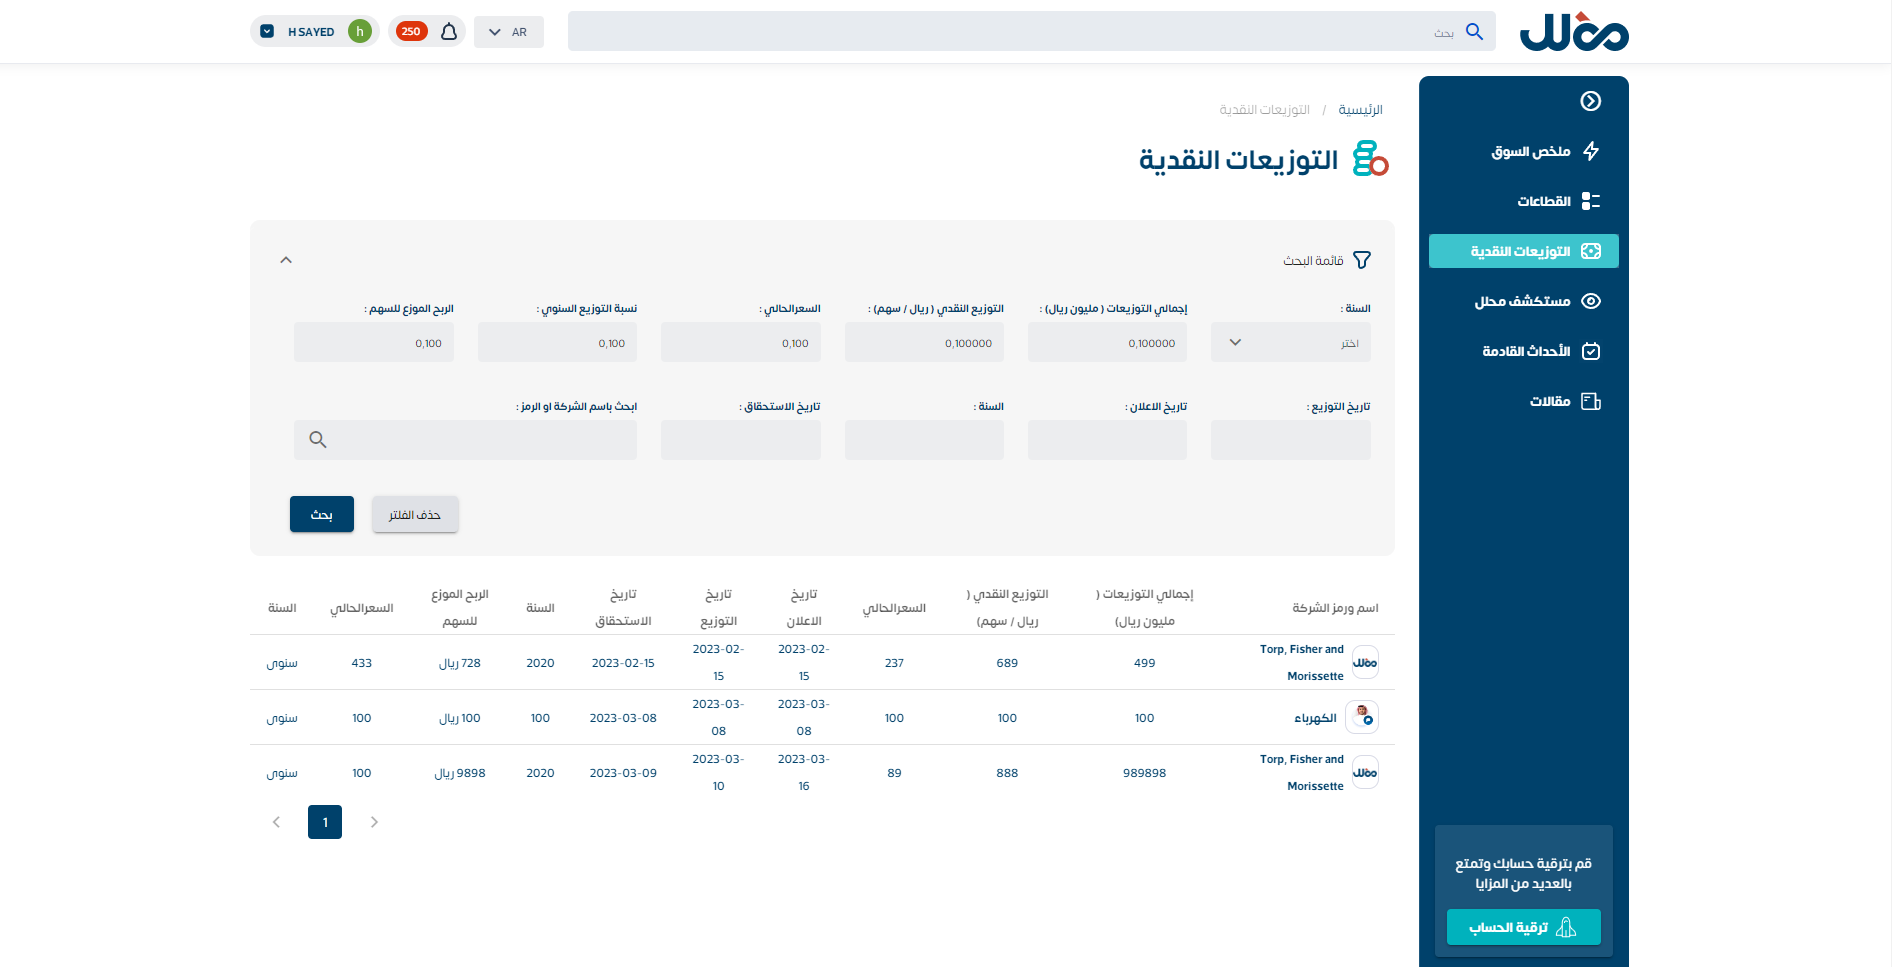 محلل
بحث
AR
250
h
H SAYED
ملخص السوق
القطاعات
التوزيعات النقدية
مستكشف محلل
الأحداث القادمة
مقالات
قم بترقية حسابك وتمتع
بالعديد من المزايا
ترقية الحساب
الرئيسية / التوزيعات النقدية
التوزيعات النقدية
قائمة البحث
السنة :
إجمالي التوزيعات ( مليون ريال) :
التوزيع النقدي ( ريال / سهم) :
السعرالحالي :
نسبة التوزيع السنوي :
الربح الموزع للسهم :
اختر
0,100000
0,100000
0,100
0,100
0,100
تاريخ التوزيع :
تاريخ الاعلان :
السنة :
تاريخ الاستحقاق :
ابحث باسم الشركة او الرمز :
حذف الفلتر
بحث
اسم ورمز الشركة
إجمالي التوزيعات (
مليون ريال)
التوزيع النقدي (
ريال / سهم)
السعرالحالي
تاريخ
الاعلان
تاريخ
التوزيع
تاريخ
الاستحقاق
السنة
الربح الموزع
للسهم
السعرالحالي
السنة
Torp, Fisher and
Morissette
499
689
237
2023-02-
15
2023-02-
15
2023-02-15
2020
728 ريال
433
سنوى
الكهرباء
100
100
100
2023-03-
08
2023-03-
08
2023-03-08
100
100 ريال
100
سنوى
Torp, Fisher and
Morissette
989898
888
89
2023-03-
16
2023-03-
10
2023-03-09
2020
9898 ريال
100
سنوى
1